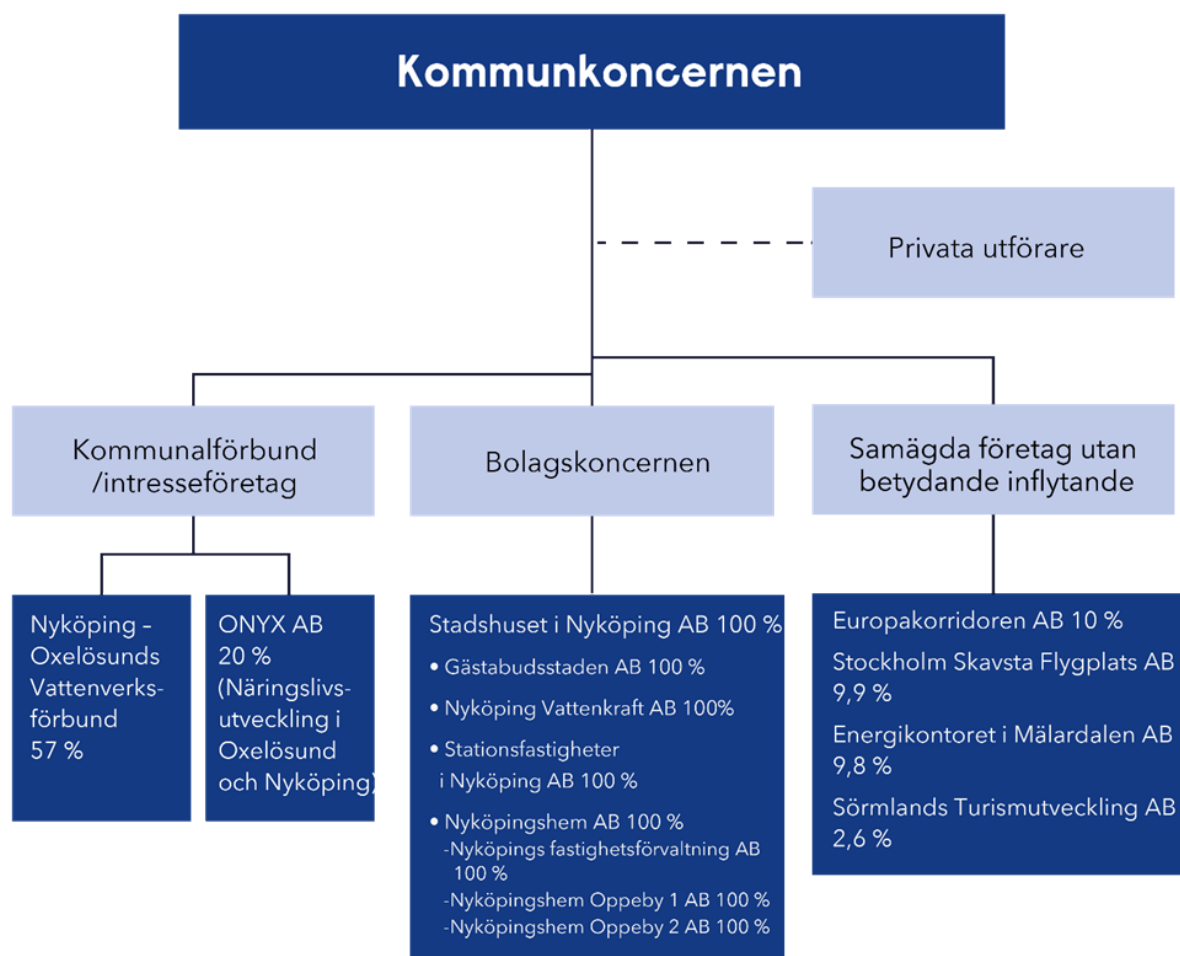 Kommunkoncernen
Privata utförare
Kommunalförbund
/intresseföretag
Bolagskoncernen
Samägda företag utan
betydande inflytande
Nyköping –
Oxelösunds
Vattenverks-
förbund
57 %
ONYX AB
20 %
(Näringslivs-
utveckling i
Oxelösund
och Nyköping)
Stadshuset i Nyköping AB 100 %
• Gästabudsstaden AB 100 %
• Nyköping Vattenkraft AB 100%
• Stationsfastigheter
i Nyköping AB 100 %
• Nyköpingshem AB 100 %
-Nyköpings fastighetsförvaltning AB
100 %
-Nyköpingshem Oppeby 1 AB 100 %
-Nyköpingshem Oppeby 2 AB 100 %
Europakorridoren AB 10 %
Stockholm Skavsta Flygplats AB
9,9 %
Energikontoret i Mälardalen AB
9,8 %
Sörmlands Turismutveckling AB
2,6 %